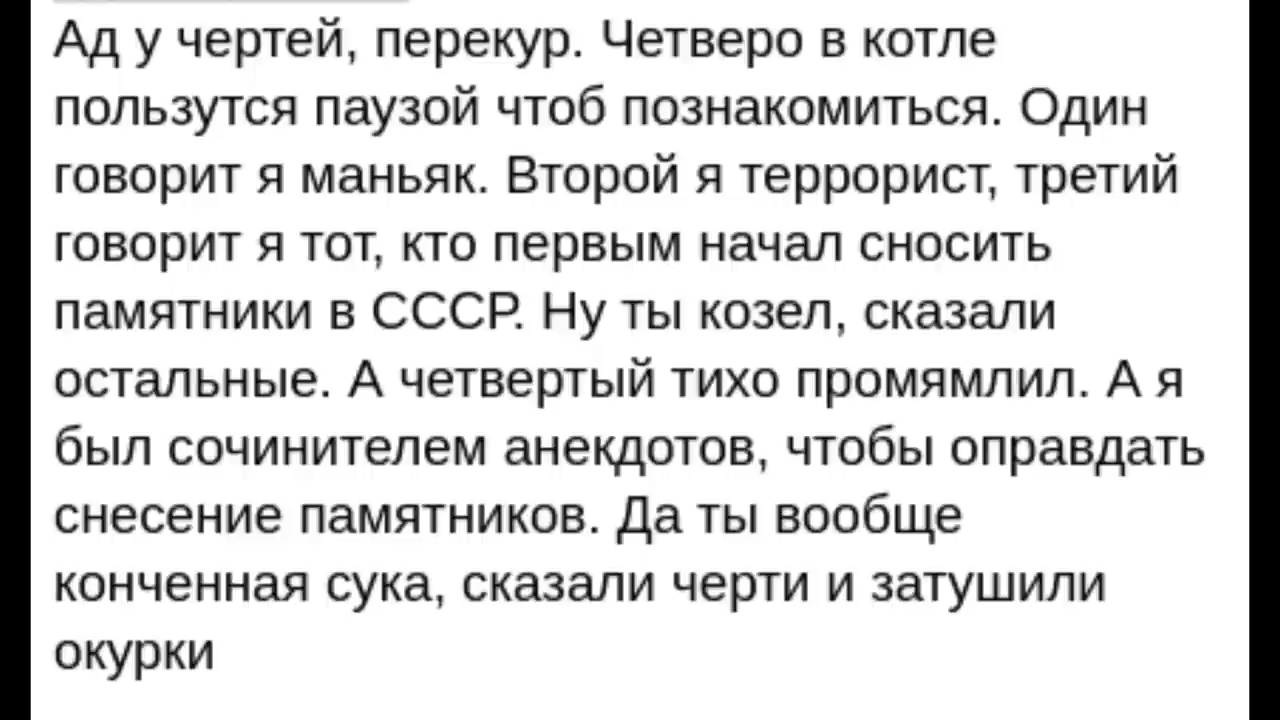 Ад у чертей, перекур. Четверо в котле
пользутся паузой чтоб познакомиться. Один
говорит я маньяк. Второй я террорист, третий
говорит я тот, кто первым начал сносить
памятники в СССР. Ну ты козел, сказали
остальные. А четвертый тихо промямлил. А я
был сочинителем анекдотов, чтобы оправдать
снесение памятников. Да ты вообще
конченная сука, сказали черти и затушили
окурки